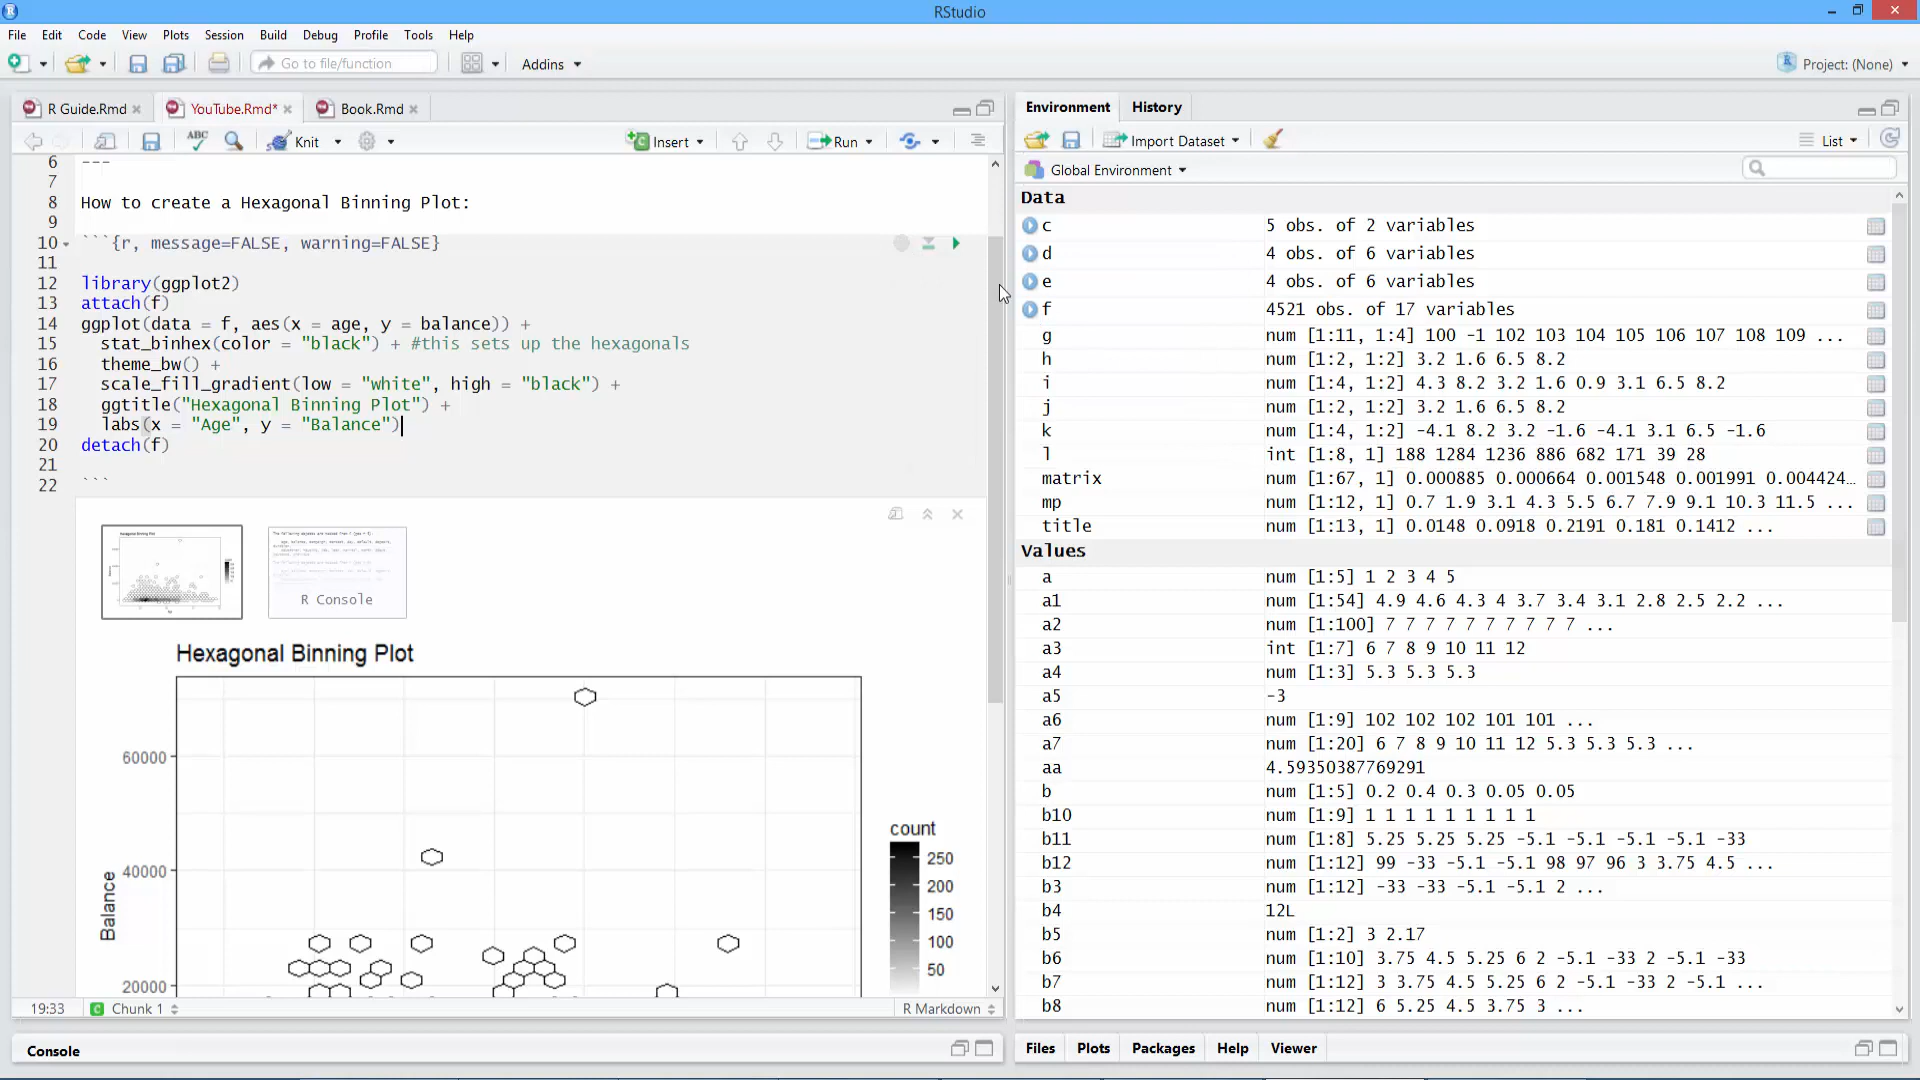 RStudio
File Edit Code View Plots Session Build Debug Profile Tools Help
Go to file/function Addins Project: (None)
R Guide.Rmd YouTube.Rmd* Book.Rmd
ABC Knit Insert Run
6 ---
7
8 How to create a Hexagonal Binning Plot:
9
10 ```{r, message=FALSE, warning=FALSE}
11
12 library(ggplot2)
13 attach(f)
14 ggplot(data = f, aes(x = age, y = balance)) +
15 stat_binhex(color = "black") + #this sets up the hexagonals
16 theme_bw() +
17 scale_fill_gradient(low = "white", high = "black") +
18 ggtitle("Hexagonal Binning Plot") +
19 labs(x = "Age", y = "Balance")
20 detach(f)
21
22 ```
R Console
Hexagonal Binning Plot
60000
40000
20000
Balance
count
250
200
150
100
50
19:33 Chunk 1 R Markdown
Console
Environment History
Import Dataset List
Global Environment
Data
c 5 obs. of 2 variables
d 4 obs. of 6 variables
e 4 obs. of 6 variables
f 4521 obs. of 17 variables
g num [1:11, 1:4] 100 -1 102 103 104 105 106 107 108 109 ...
h num [1:2, 1:2] 3.2 1.6 6.5 8.2
i num [1:4, 1:2] 4.3 8.2 3.2 1.6 0.9 3.1 6.5 8.2
j num [1:2, 1:2] 3.2 1.6 6.5 8.2
k num [1:4, 1:2] -4.1 8.2 3.2 -1.6 -4.1 3.1 6.5 -1.6
l int [1:8, 1] 188 1284 1236 886 682 171 39 28
matrix num [1:67, 1] 0.000885 0.000664 0.001548 0.001991 0.004424…
mp num [1:12, 1] 0.7 1.9 3.1 4.3 5.5 6.7 7.9 9.1 10.3 11.5 ...
title num [1:13, 1] 0.0148 0.0918 0.2191 0.181 0.1412 ...
Values
a num [1:5] 1 2 3 4 5
a1 num [1:54] 4.9 4.6 4.3 4 3.7 3.4 3.1 2.8 2.5 2.2 ...
a2 num [1:100] 7 7 7 7 7 7 7 7 7 7 ...
a3 int [1:7] 6 7 8 9 10 11 12
a4 num [1:3] 5.3 5.3 5.3
a5 -3
a6 num [1:9] 102 102 102 101 101 ...
a7 num [1:20] 6 7 8 9 10 11 12 5.3 5.3 5.3 ...
aa 4.59350387769291
b num [1:5] 0.2 0.4 0.3 0.05 0.05
b10 num [1:9] 1 1 1 1 1 1 1 1 1
b11 num [1:8] 5.25 5.25 5.25 -5.1 -5.1 -5.1 -5.1 -33
b12 num [1:12] 99 -33 -5.1 -5.1 98 97 96 3 3.75 4.5 ...
b3 num [1:12] -33 -33 -5.1 -5.1 2 ...
b4 12L
b5 num [1:2] 3 2.17
b6 num [1:10] 3.75 4.5 5.25 6 2 -5.1 -33 2 -5.1 -33
b7 num [1:12] 3 3.75 4.5 5.25 6 2 -5.1 -33 2 -5.1 ...
b8 num [1:12] 6 5.25 4.5 3.75 3 ...
Files Plots Packages Help Viewer